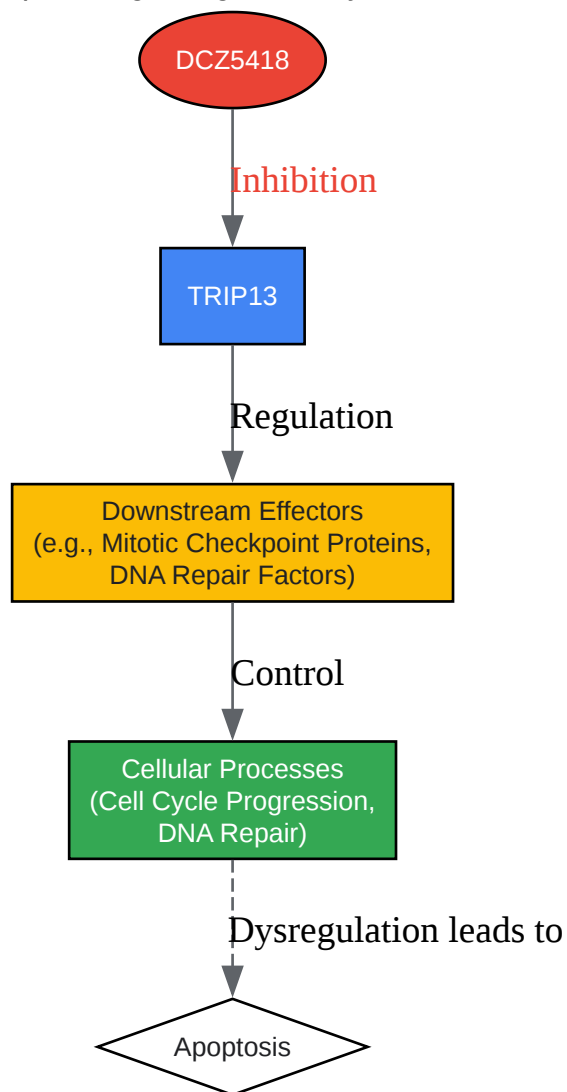 DCZ5418
Inhibition
TRIP13
Regulation
Downstream Effectors
(e.g., Mitotic Checkpoint Proteins,
DNA Repair Factors)
Control
Cellular Processes
(Cell Cycle Progression,
DNA Repair)
Dysregulation leads to
Apoptosis